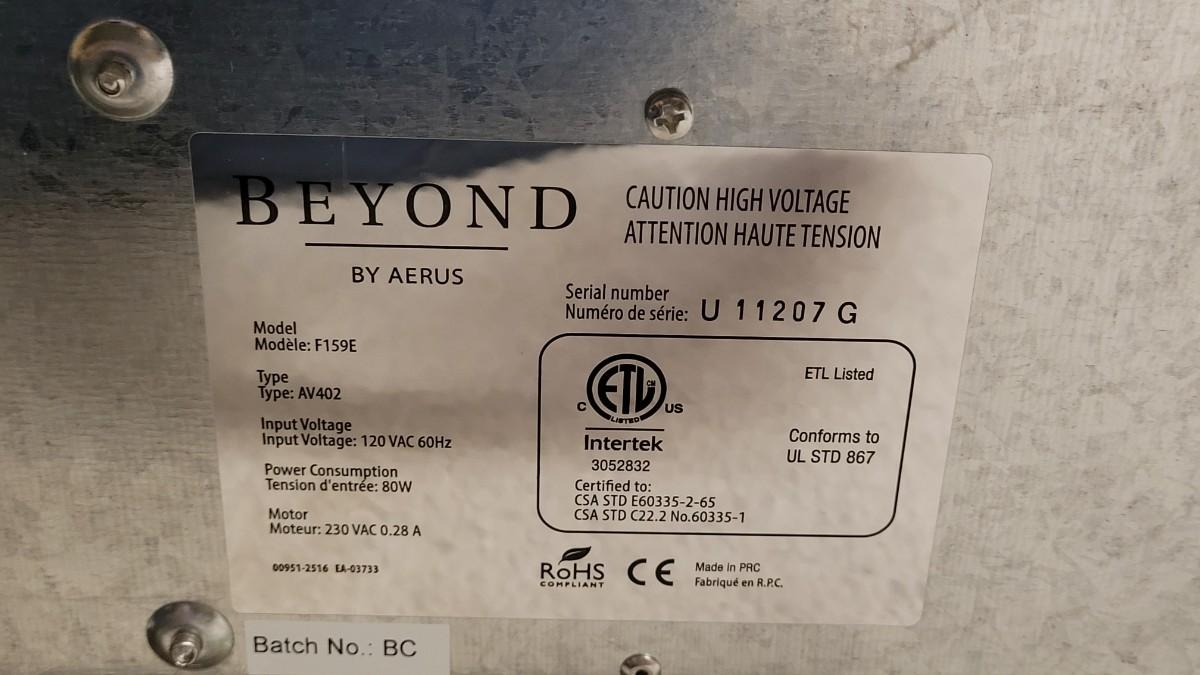 BEYOND
BY AERUS
CAUTION HIGH VOLTAGE
ATTENTION HAUTE TENSION
Serial number
Numéro de série: U 11207 G
Model
Modèle: F159E
Type
Type: AV402
Input Voltage
Input Voltage: 120 VAC 60Hz
Power Consumption
Tension d'entrée: 80W
Motor
Moteur: 230 VAC 0.28 A
00951-2516 EA-03733
C ETL CM US
LISTED
Intertek
3052832
ETL Listed
Conforms to
UL STD 867
Certified to:
CSA STD E60335-2-65
CSA STD C22.2 No.60335-1
RoHS
COMPLIANT
CE
Made in PRC
Fabriqué en R.P.C.
Batch No.: BC